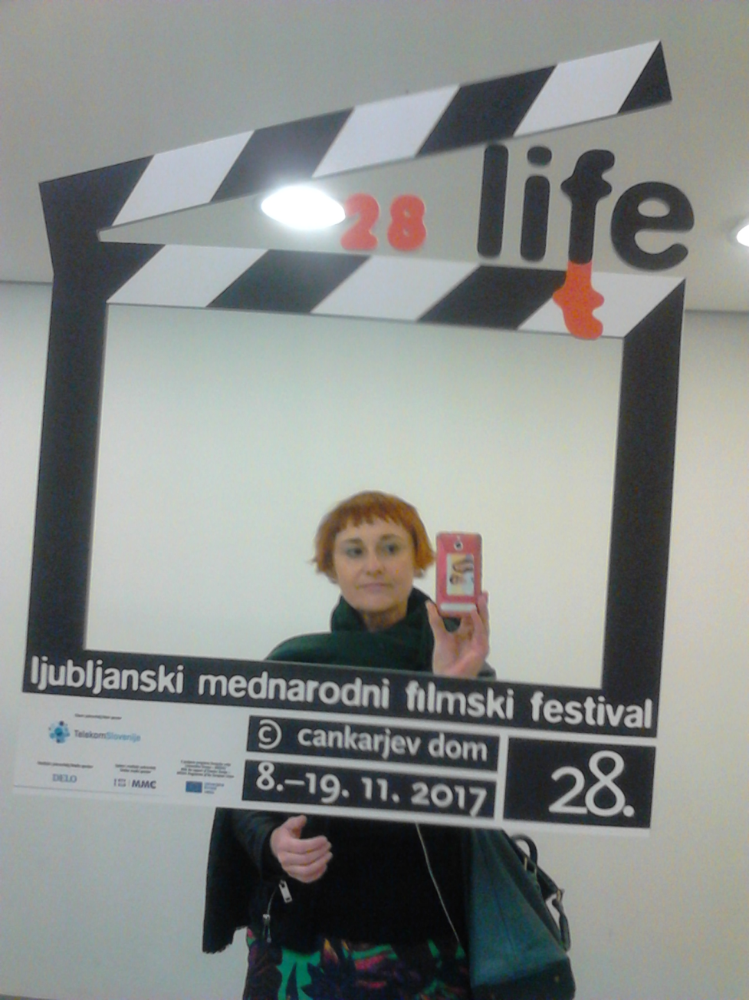 28 life
t
ljubljanski mednarodni filmski festival
TelekomSlovenije
© cankarjev dom
28.
DELO
MMC
8.–19. 11. 2017